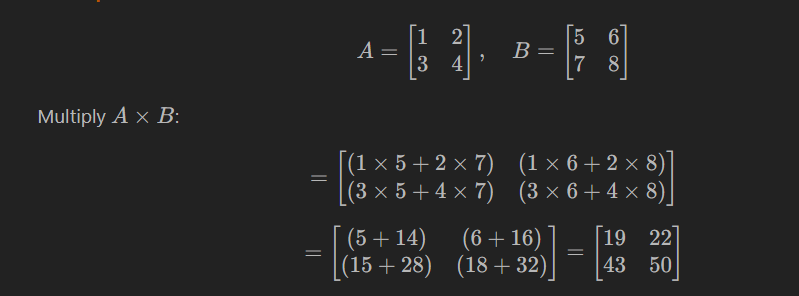 A = [1 2 3 4], B = [5 6 7 8]
Multiply A × B:
= [(1 × 5 + 2 × 7) (1 × 6 + 2 × 8)
(3 × 5 + 4 × 7) (3 × 6 + 4 × 8)]
= [(5 + 14) (6 + 16)
(15 + 28) (18 + 32)] = [19 22
43 50]